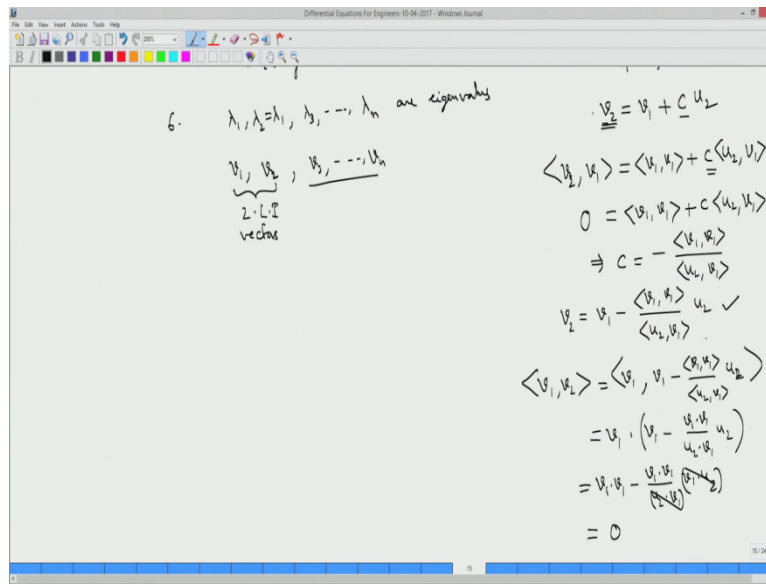 Differential Equations For Engineers-10-04-2017 - Windows Journal
File Edit View Insert Actions Tools Help
200%
B I
6. λ₁, λ₂=λ₁, λ₃, ----, λₙ are eigenvalues
v₁, v₂, v₃, ----, vₙ
2. L.I
vectors
v₂ = v₁ + c u₂
<v₂, v₁> = <v₁, v₁> + c <u₂, v₁>
0 = <v₁, v₁> + c <u₂, v₁>
⇒ c = - <v₁, v₁> / <u₂, v₁>
v₂ = v₁ - <v₁, v₁> / <u₂, v₁> u₂ ✓
<v₁, v₂> = <v₁, v₁ - <v₁, v₁> / <u₂, v₁> u₂>
= v₁ · (v₁ - v₁·v₁ / u₂·v₁ u₂)
= v₁·v₁ - v₁·v₁ / (u₂·v₁) (v₁·u₂)
= 0
15/24
15